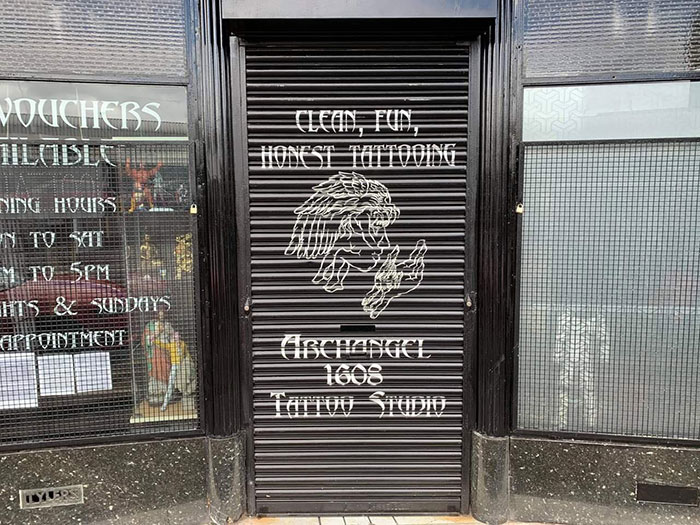 VOUCHERS
AILABLE
NING HOURS
N TO SAT
M TO 5PM
HTS & SUNDAYS
APPOINTMENT
TYLERS
CLEAN, FUN,
HONEST TATTOOING
ARCHANGEL
1608
TATTOO STUDIO